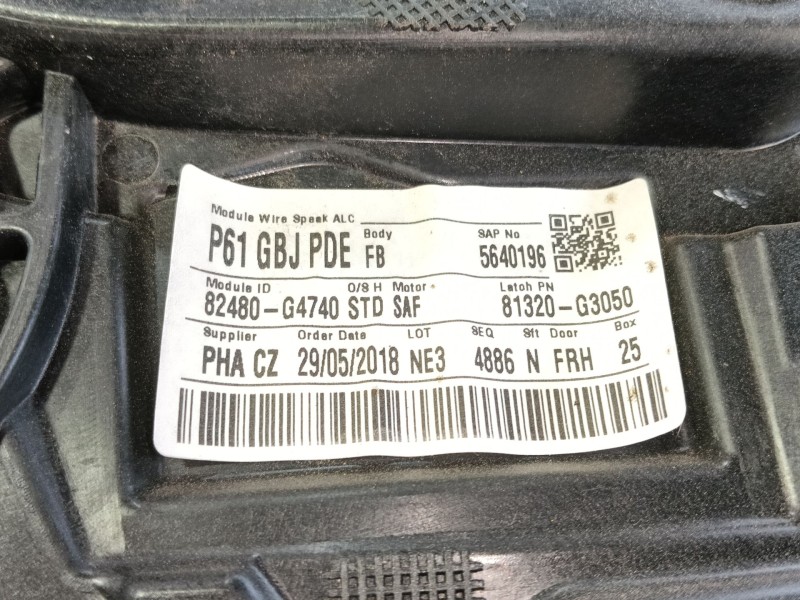 Module Wire Speak ALC Body SAP No
P61 GBJ PDE FB 5640196
Module ID O/S H Motor Latch PN
82480-G4740 STD SAF 81320-G3050
Supplier Order Date LOT SEQ Sft Door Box
PHA CZ 29/05/2018 NE3 4886 N FRH 25